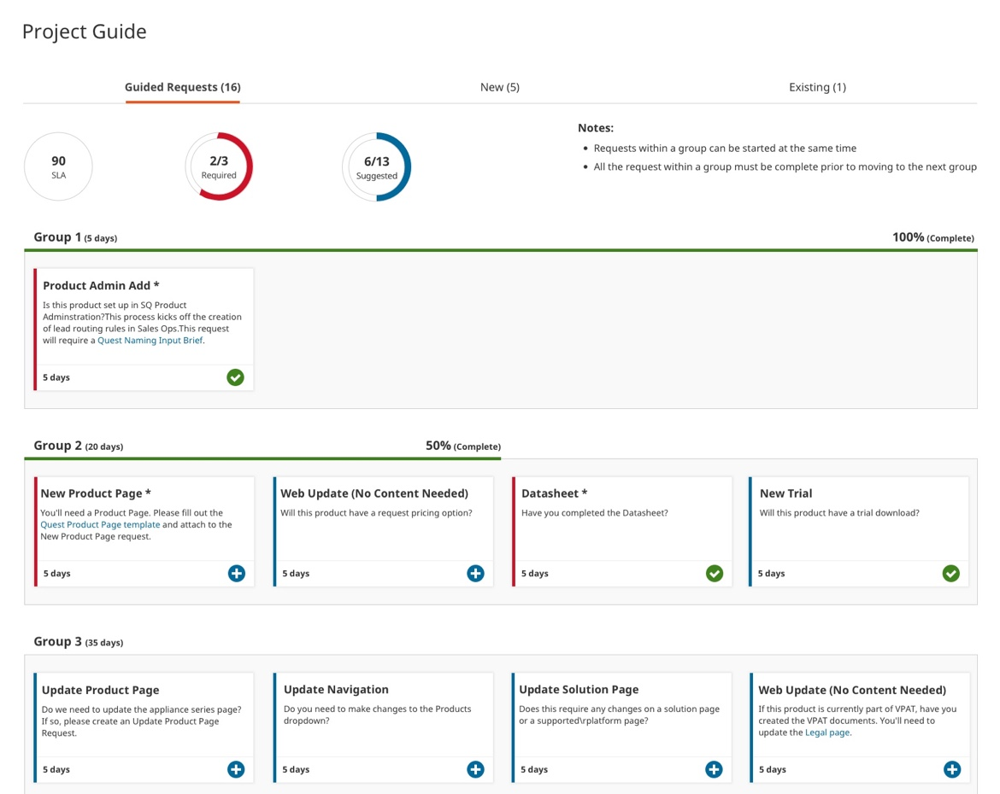 Project Guide
Guided Requests (16)
New (5)
Existing (1)
90
SLA
2/3
Required
6/13
Suggested
Notes:
Requests within a group can be started at the same time
All the request within a group must be complete prior to moving to the next group
Group 1 (5 days)
100% (Complete)
Product Admin Add *
Is this product set up in SQ Product
Adminstration?This process kicks off the creation
of lead routing rules in Sales Ops.This request
will require a Quest Naming Input Brief.
5 days
Group 2 (20 days)
50% (Complete)
New Product Page *
You'll need a Product Page. Please fill out the
Quest Product Page template and attach to the
New Product Page request.
5 days
Web Update (No Content Needed)
Will this product have a request pricing option?
5 days
Datasheet *
Have you completed the Datasheet?
5 days
New Trial
Will this product have a trial download?
5 days
Group 3 (35 days)
Update Product Page
Do we need to update the appliance series page?
If so, please create an Update Product Page
Request.
5 days
Update Navigation
Do you need to make changes to the Products
dropdown?
5 days
Update Solution Page
Does this require any changes on a solution page
or a supported\rplatform page?
5 days
Web Update (No Content Needed)
If this product is currently part of VPAT, have you
created the VPAT documents. You'll need to
update the Legal page.
5 days